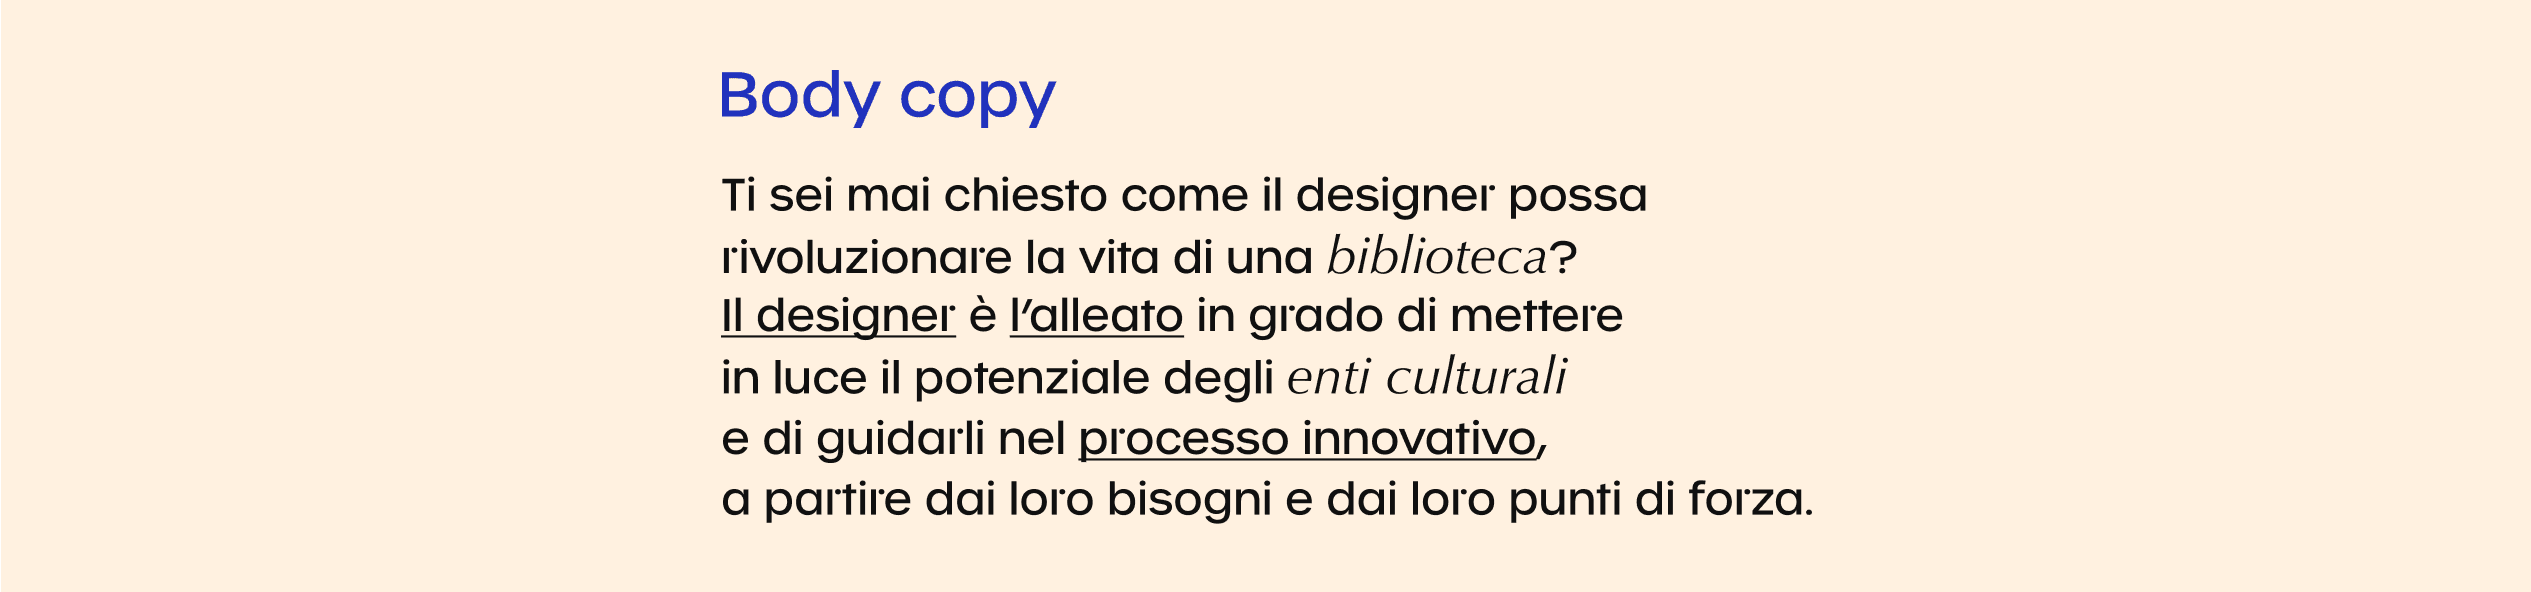 Body copy
Ti sei mai chiesto come il designer possa
rivoluzionare la vita di una biblioteca?
Il designer è l’alleato in grado di mettere
in luce il potenziale degli enti culturali
e di guidarli nel processo innovativo,
a partire dai loro bisogni e dai loro punti di forza.